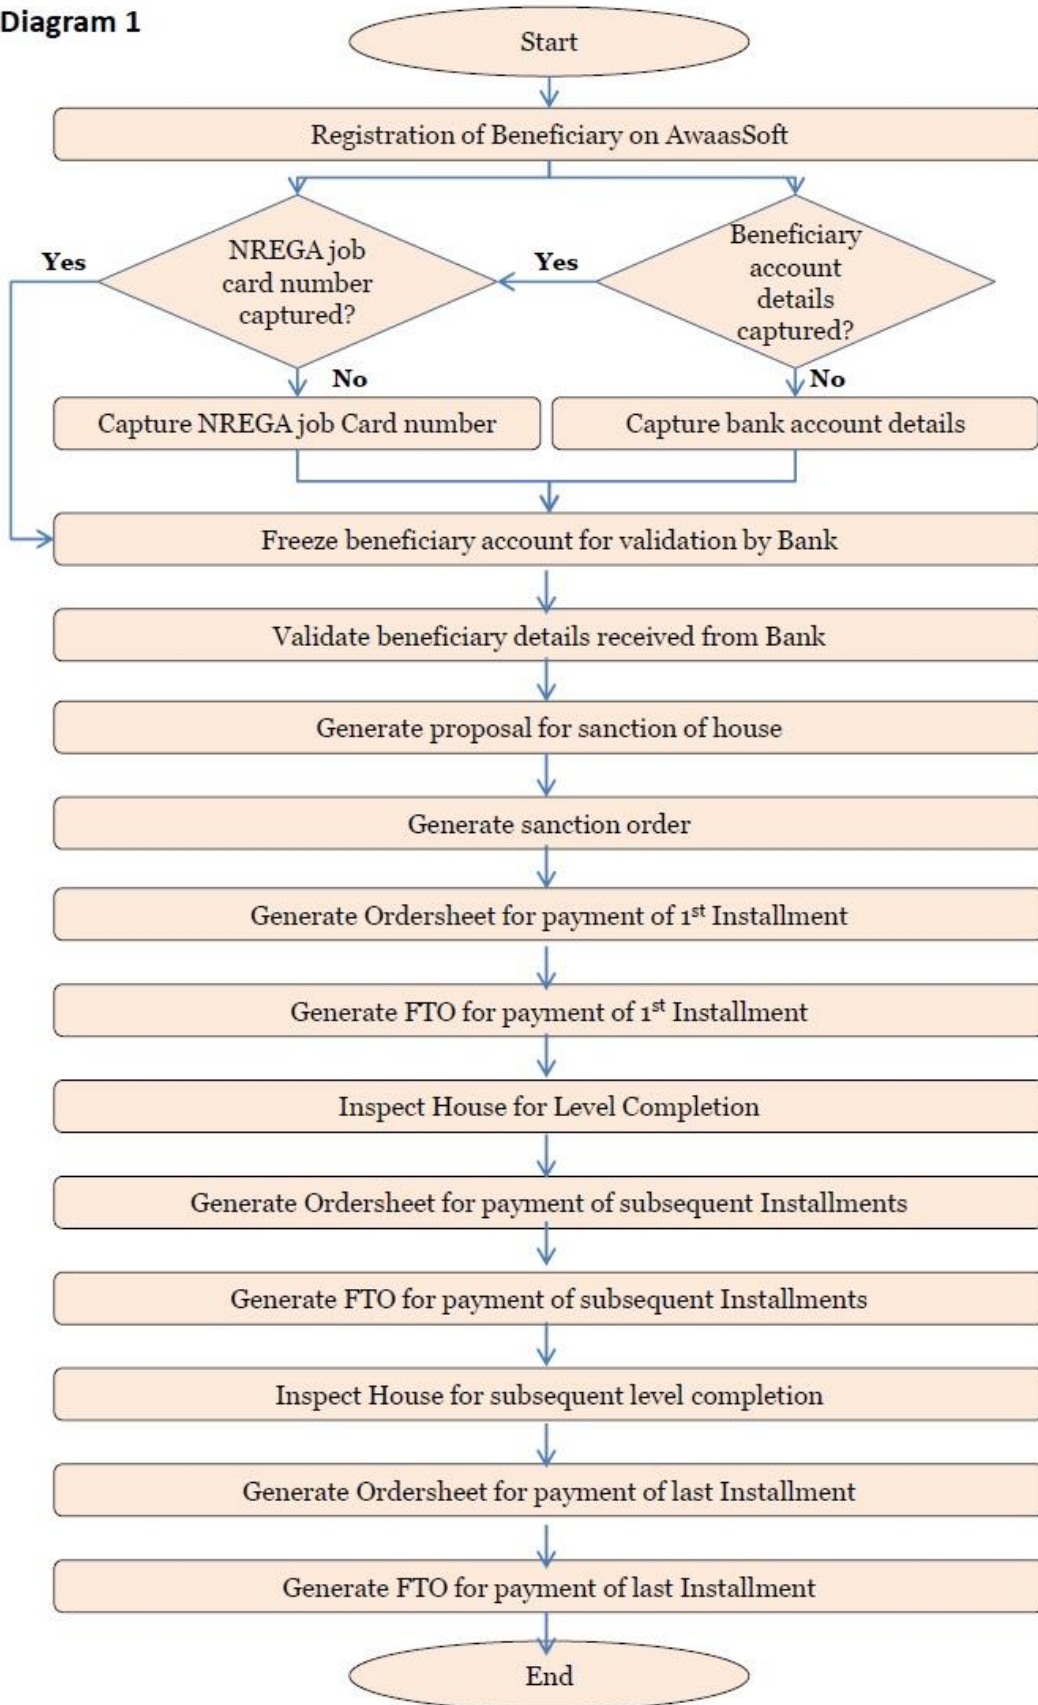 Diagram 1
Start
Registration of Beneficiary on AwaasSoft
Yes
NREGA job
card number
captured?
Yes
Beneficiary
account
details
captured?
No
No
Capture NREGA job Card number
Capture bank account details
Freeze beneficiary account for validation by Bank
Validate beneficiary details received from Bank
Generate proposal for sanction of house
Generate sanction order
Generate Ordersheet for payment of 1st Installment
Generate FTO for payment of 1st Installment
Inspect House for Level Completion
Generate Ordersheet for payment of subsequent Installments
Generate FTO for payment of subsequent Installments
Inspect House for subsequent level completion
Generate Ordersheet for payment of last Installment
Generate FTO for payment of last Installment
End